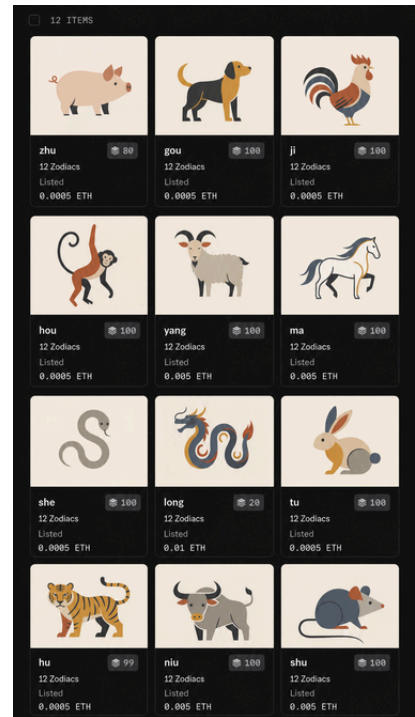 12 ITEMS
zhu 80
12 Zodiacs
Listed
0.0005 ETH
gou 100
12 Zodiacs
Listed
0.0005 ETH
ji 100
12 Zodiacs
Listed
0.0005 ETH
hou 100
12 Zodiacs
Listed
0.0005 ETH
yang 100
12 Zodiacs
Listed
0.005 ETH
ma 100
12 Zodiacs
Listed
0.005 ETH
she 100
12 Zodiacs
Listed
0.0005 ETH
long 20
12 Zodiacs
Listed
0.01 ETH
tu 100
12 Zodiacs
Listed
0.0005 ETH
hu 99
12 Zodiacs
Listed
0.0005 ETH
niu 100
12 Zodiacs
Listed
0.0005 ETH
shu 100
12 Zodiacs
Listed
0.0005 ETH